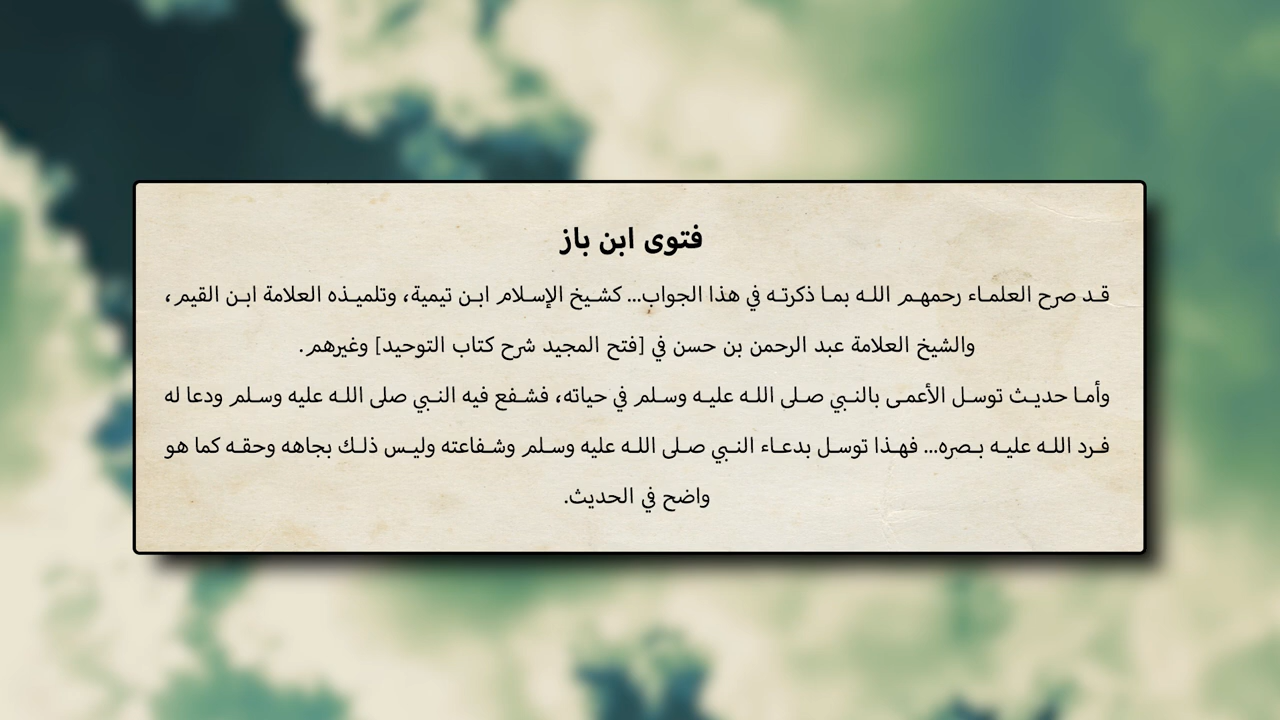 فتوى ابن باز
قد صرح العلماء رحمهم الله بما ذكرته في هذا الجواب... كشيخ الإسلام ابن تيمية، وتلميذه العلامة ابن القيم،
والشيخ العلامة عبد الرحمن بن حسن في [فتح المجيد شرح كتاب التوحيد] وغيرهم.
وأما حديث توسل الأعمى بالنبي صلى الله عليه وسلم في حياته، فشفع فيه النبي صلى الله عليه وسلم ودعا له
فرد الله عليه بصره... فهذا توسل بدعاء النبي صلى الله عليه وسلم وشفاعته وليس ذلك بجاهه وحقه كما هو
واضح في الحديث.